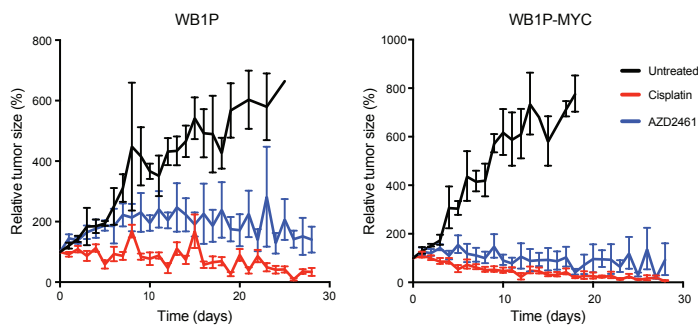 WB1P
Relative tumor size (%)
800
600
400
200
0
0
10
20
30
Time (days)
WB1P-MYC
Relative tumor size (%)
1000
800
600
400
200
0
0
10
20
30
Time (days)
Untreated
Cisplatin
AZD2461